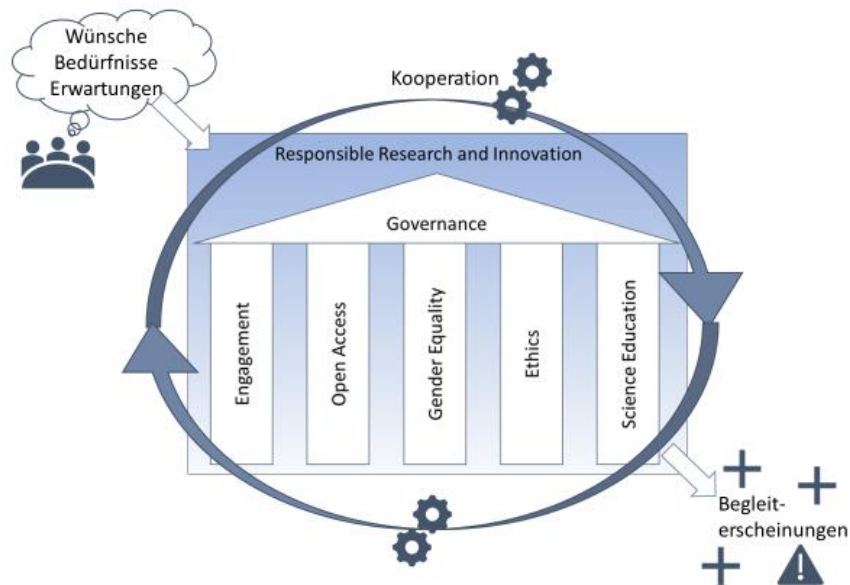 Wünsche
Bedürfnisse
Erwartungen
Kooperation
Responsible Research and Innovation
Governance
Engagement
Open Access
Gender Equality
Ethics
Science Education
Begleit-
erscheinungen